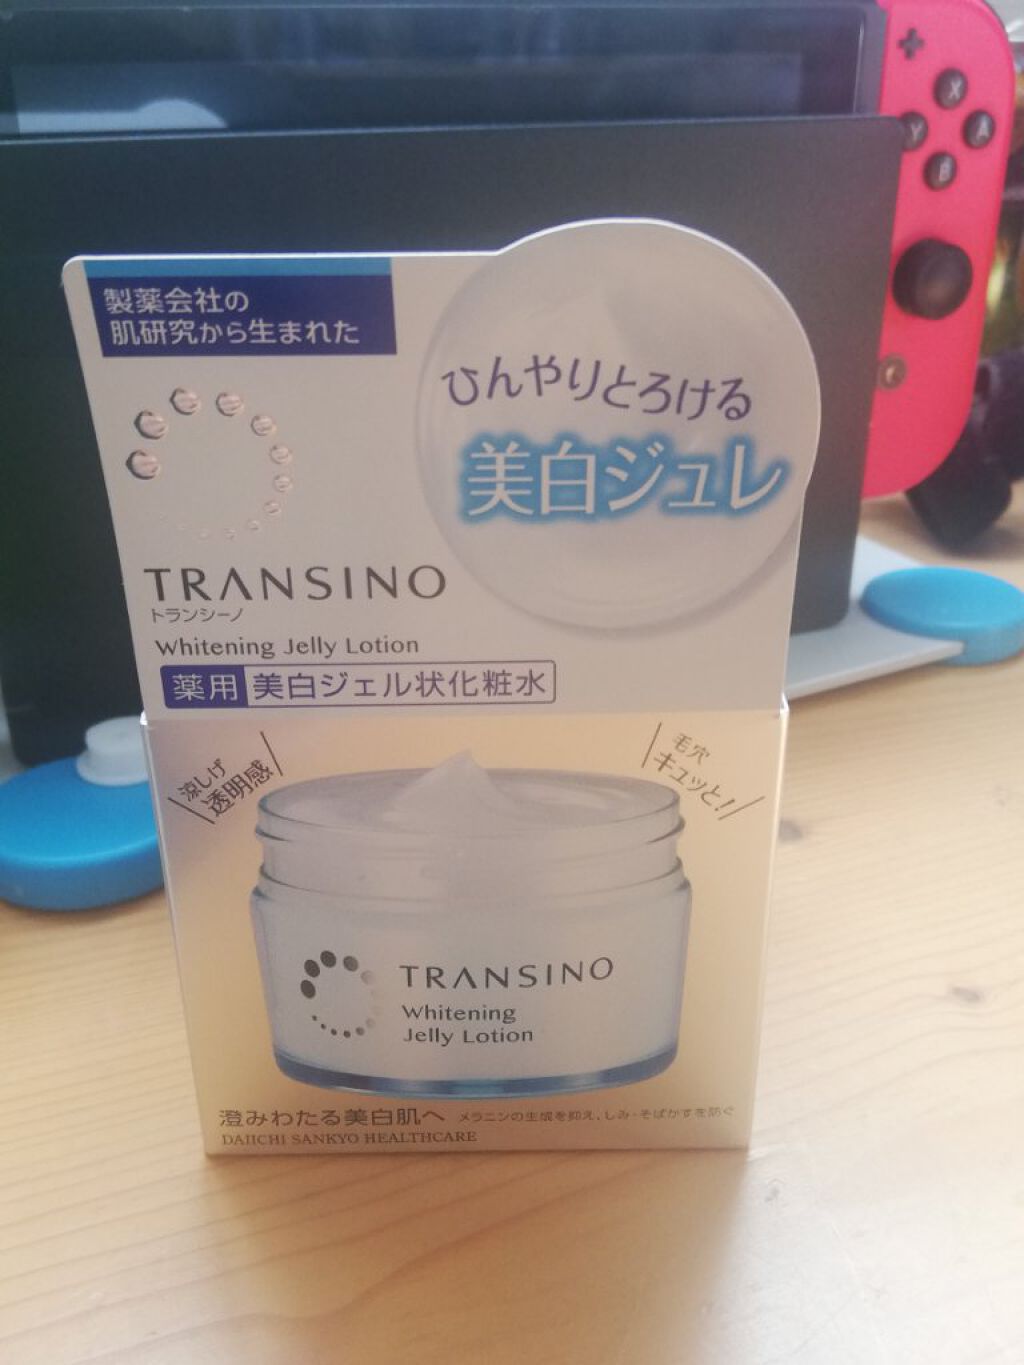 製薬会社の
肌研究から生まれた
ひんやりとろける
美白ジュレ
TRANSINO
トランシーノ
Whitening Jelly Lotion
薬用 美白ジェル状化粧水
涼しげ
透明感
毛穴
キュッと!
TRANSINO
Whitening
Jelly Lotion
澄みわたる美白肌へ メラニンの生成を抑え、しみ・そばかすを防ぐ
DAIICHI SANKYO HEALTHCARE
X
Y
A
B